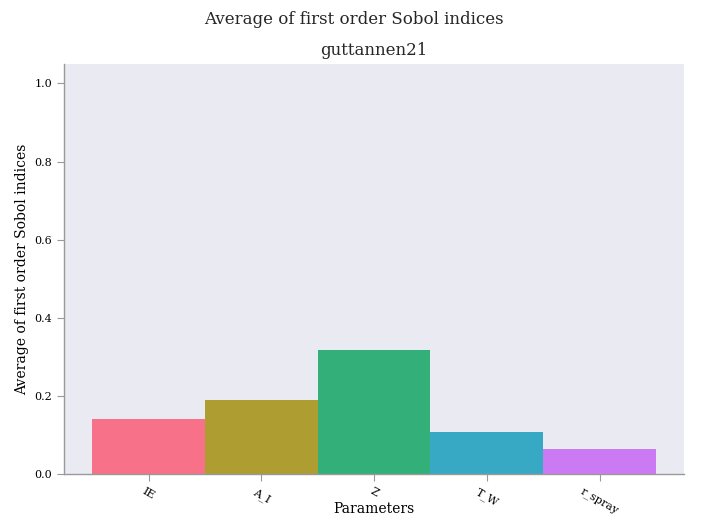 Average of first order Sobol indices
guttannen21
1.0
0.8
0.6
0.4
0.2
0.0
Average of first order Sobol indices
IE
A_I
Z
T_W
r_spray
Parameters